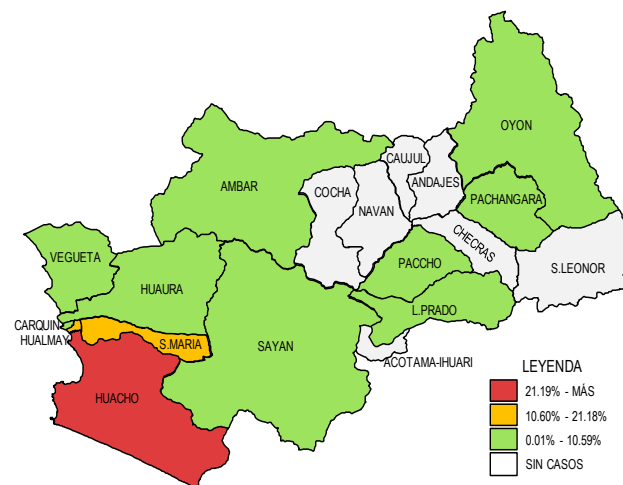 OYON
CAUJUL
ANDAJES
AMBAR
COCHA
NAVAN
PACHANGARA
CHECRAS
VEGUETA
PACCHO
S.LEONOR
HUAURA
L.PRADO
CARQUIN
HUALMAY
S.MARIA
SAYAN
ACOTAMA-IHUARI
HUACHO
LEYENDA
21.19% - MÁS
10.60% - 21.18%
0.01% - 10.59%
SIN CASOS